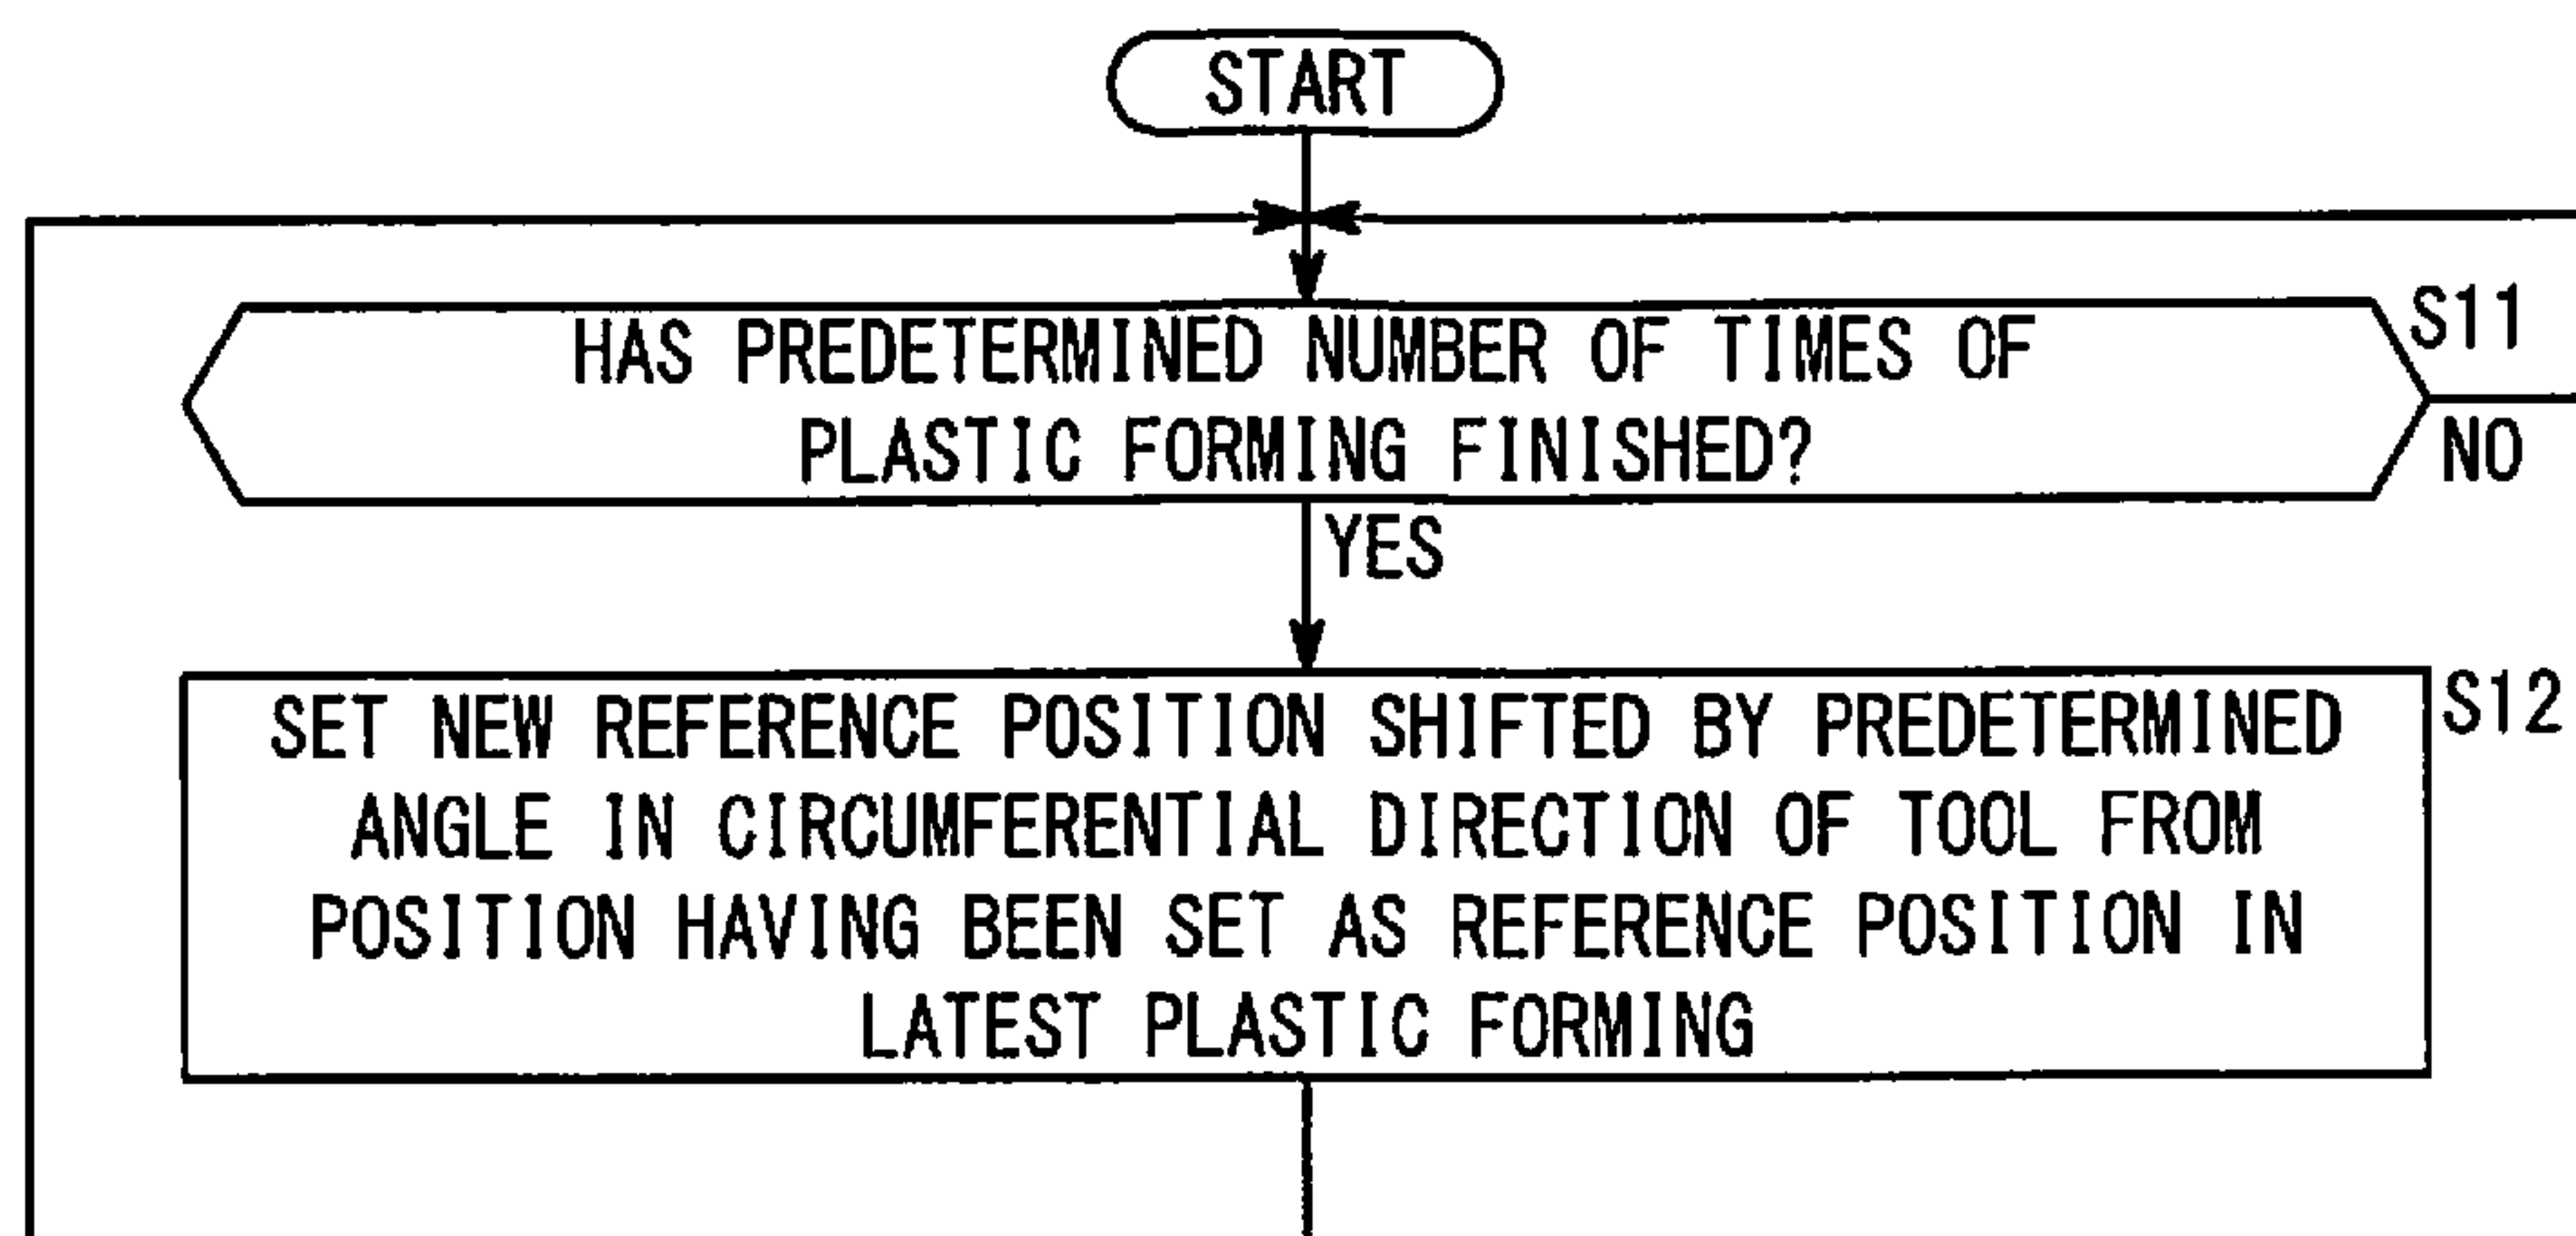 START
HAS PREDETERMINED NUMBER OF TIMES OF
S11
PLASTIC FORMING FINISHED?
NO
YES
SET NEW REFERENCE POSITION SHIFTED BY PREDETERMINED
S12
ANGLE IN CIRCUMFERENTIAL DIRECTION OF TOOL FROM
POSITION HAVING BEEN SET AS REFERENCE POSITION IN
LATEST PLASTIC FORMING